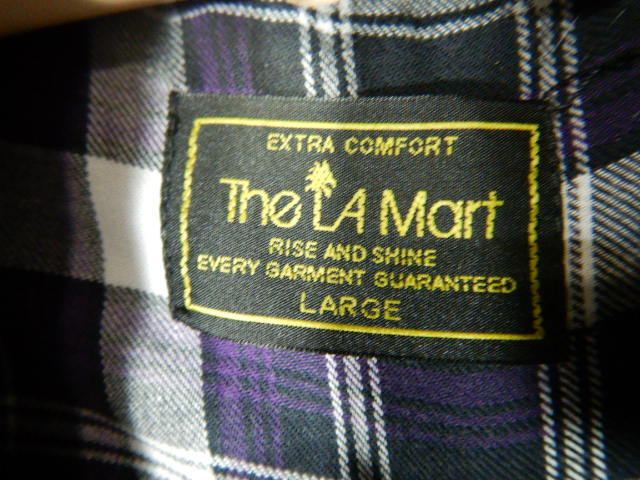 EXTRA COMFORT
The LA Mart
RISE AND SHINE
EVERY GARMENT GUARANTEED
LARGE